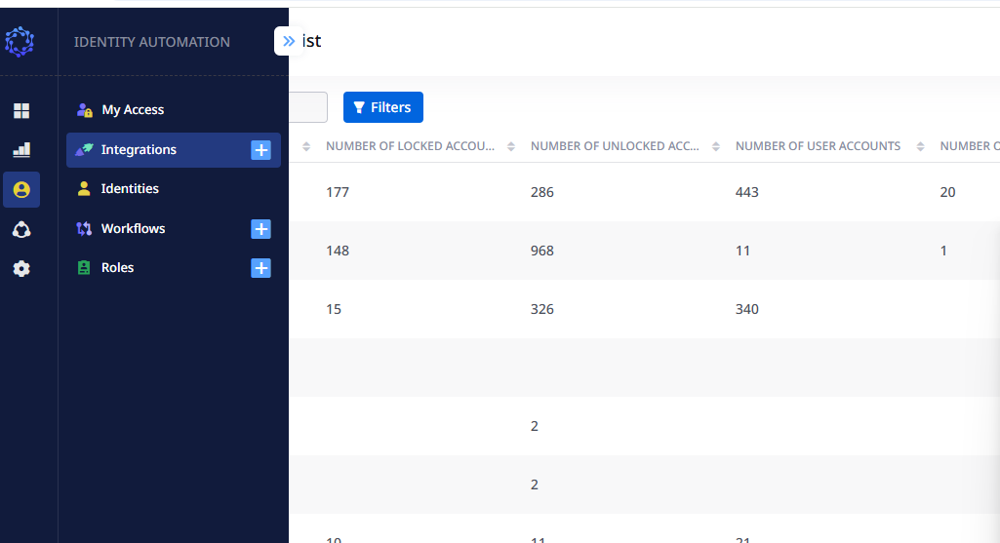 IDENTITY AUTOMATION
My Access
Integrations
Identities
Workflows
Roles
ist
Filters
NUMBER OF LOCKED ACCOU... NUMBER OF UNLOCKED ACC... NUMBER OF USER ACCOUNTS NUMBER O
177 286 443 20
148 968 11 1
15 326 340
2
2
10 11 21